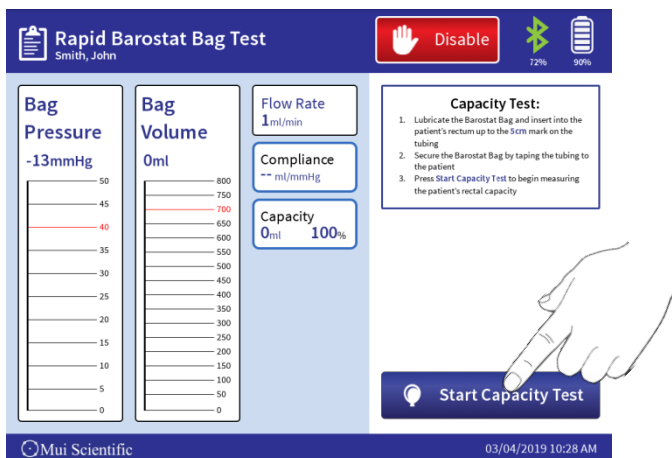 Rapid Barostat Bag Test
Smith, John
Disable
72%
90%
Bag
Pressure
-13mmHg
50
45
40
35
30
25
20
15
10
5
0
Bag
Volume
0ml
800
750
700
650
600
550
500
450
400
350
300
250
200
150
100
50
0
Flow Rate
1ml/min
Compliance
-- ml/mmHg
Capacity
0ml 100%
Capacity Test:
1. Lubricate the Barostat Bag and insert into the
patient's rectum up to the 5cm mark on the
tubing
2. Secure the Barostat Bag by taping the tubing to
the patient
3. Press Start Capacity Test to begin measuring
the patient's rectal capacity
Start Capacity Test
Mui Scientific
03/04/2019 10:28 AM